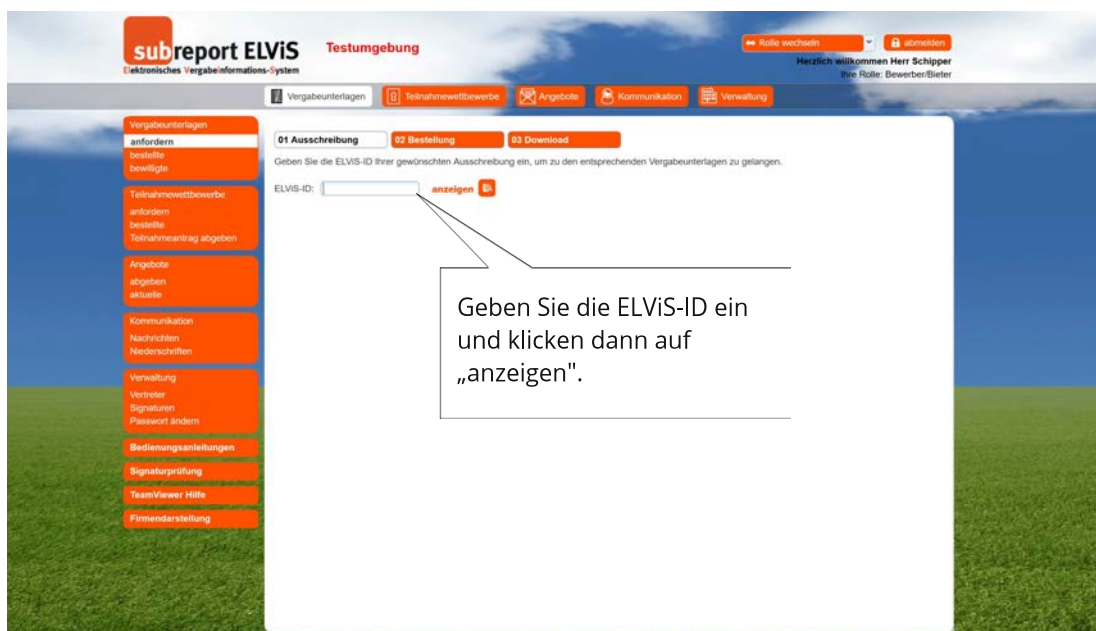 subreport ELViS
Elektronisches Vergabeinformations-System
Testumgebung
Rolle wechseln
abmelden
Herzlich willkommen Herr Schipper
Ihre Rolle: Bewerber/Bieter
Vergabeunterlagen
Teilnahmewettbewerbe
Angebote
Kommunikation
Verwaltung
Vergabeunterlagen
anfordern
bestellte
bewilligte
Teilnahmewettbewerbe
anfordern
bestellte
Teilnahmeantrag abgeben
Angebote
abgeben
aktuelle
Kommunikation
Nachrichten
Niederschriften
Verwaltung
Vertreter
Signaturen
Passwort ändern
Bedienungsanleitungen
Signaturprüfung
TeamViewer Hilfe
Firmendarstellung
01 Ausschreibung
02 Bestellung
03 Download
Geben Sie die ELViS-ID Ihrer gewünschten Ausschreibung ein, um zu den entsprechenden Vergabeunterlagen zu gelangen.
ELViS-ID:
anzeigen
Geben Sie die ELViS-ID ein
und klicken dann auf
„anzeigen".